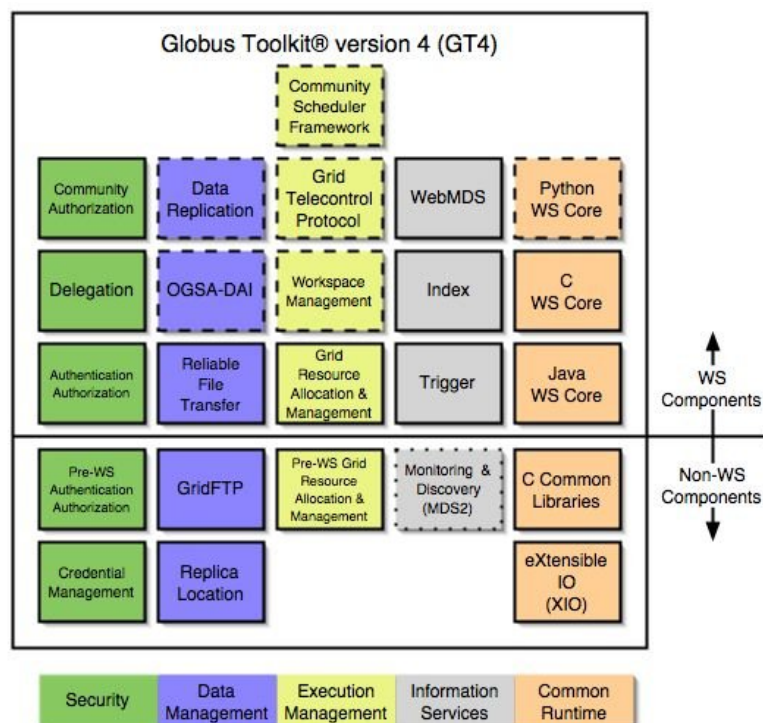 Globus Toolkit® version 4 (GT4)
Community
Scheduler
Framework
Community
Authorization
Data
Replication
Grid
Telecontrol
Protocol
WebMDS
Python
WS Core
Delegation
OGSA-DAI
Workspace
Management
Index
C
WS Core
Authentication
Authorization
Reliable
File
Transfer
Grid
Resource
Allocation &
Management
Trigger
Java
WS Core
WS
Components
Pre-WS
Authentication
Authorization
GridFTP
Pre-WS Grid
Resource
Allocation &
Management
Monitoring &
Discovery
(MDS2)
C Common
Libraries
Non-WS
Components
Credential
Management
Replica
Location
eXtensible
IO
(XIO)
Security
Data
Management
Execution
Management
Information
Services
Common
Runtime